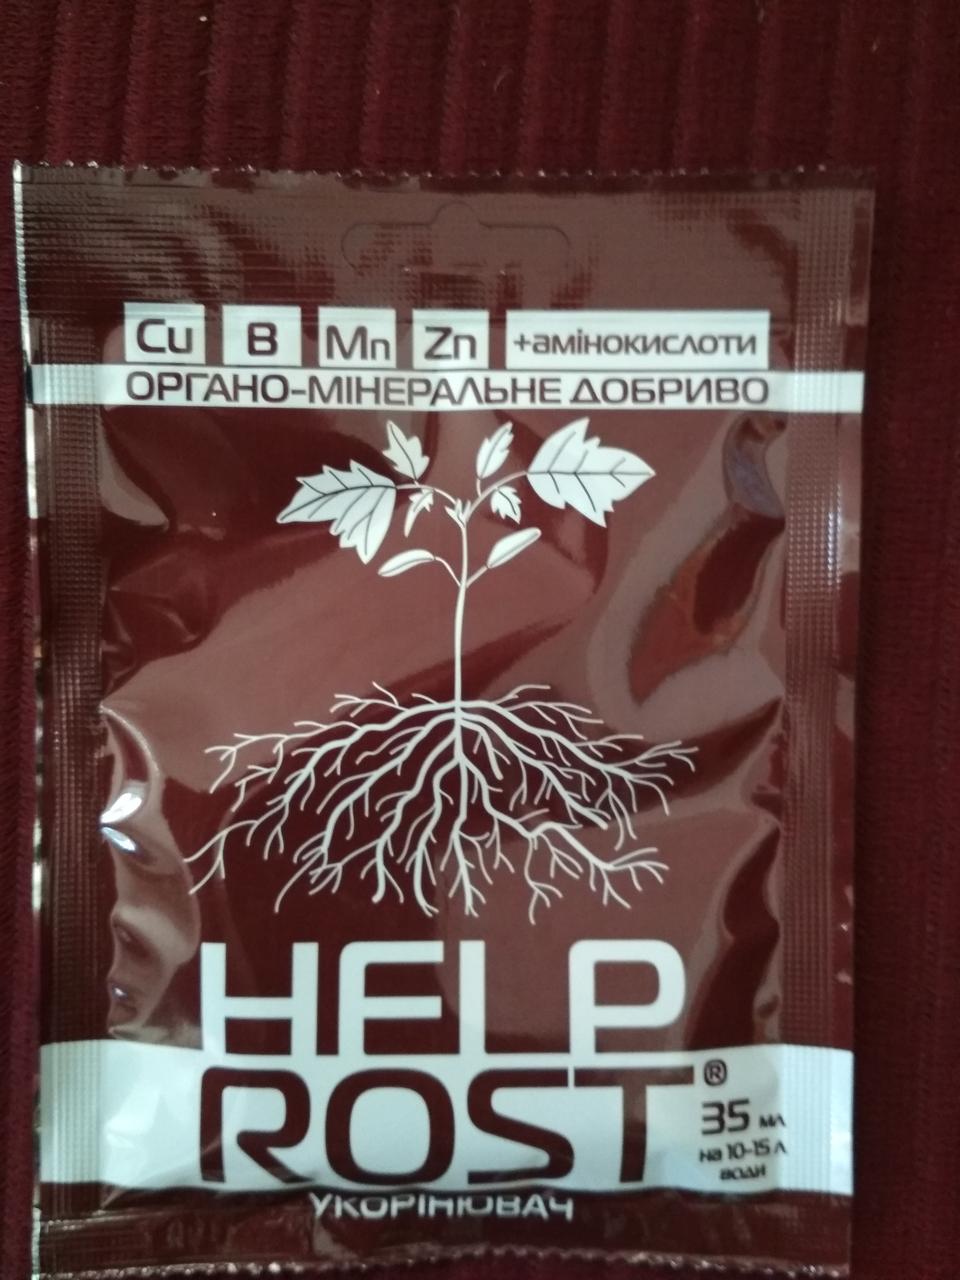 Cu B Mn Zn +амінокислоти
ОРГАНО-МІНЕРАЛЬНЕ ДОБРИВО
HELP
ROST®
35 мл
на 10-15 л
води
УКОРІНЮВАЧ